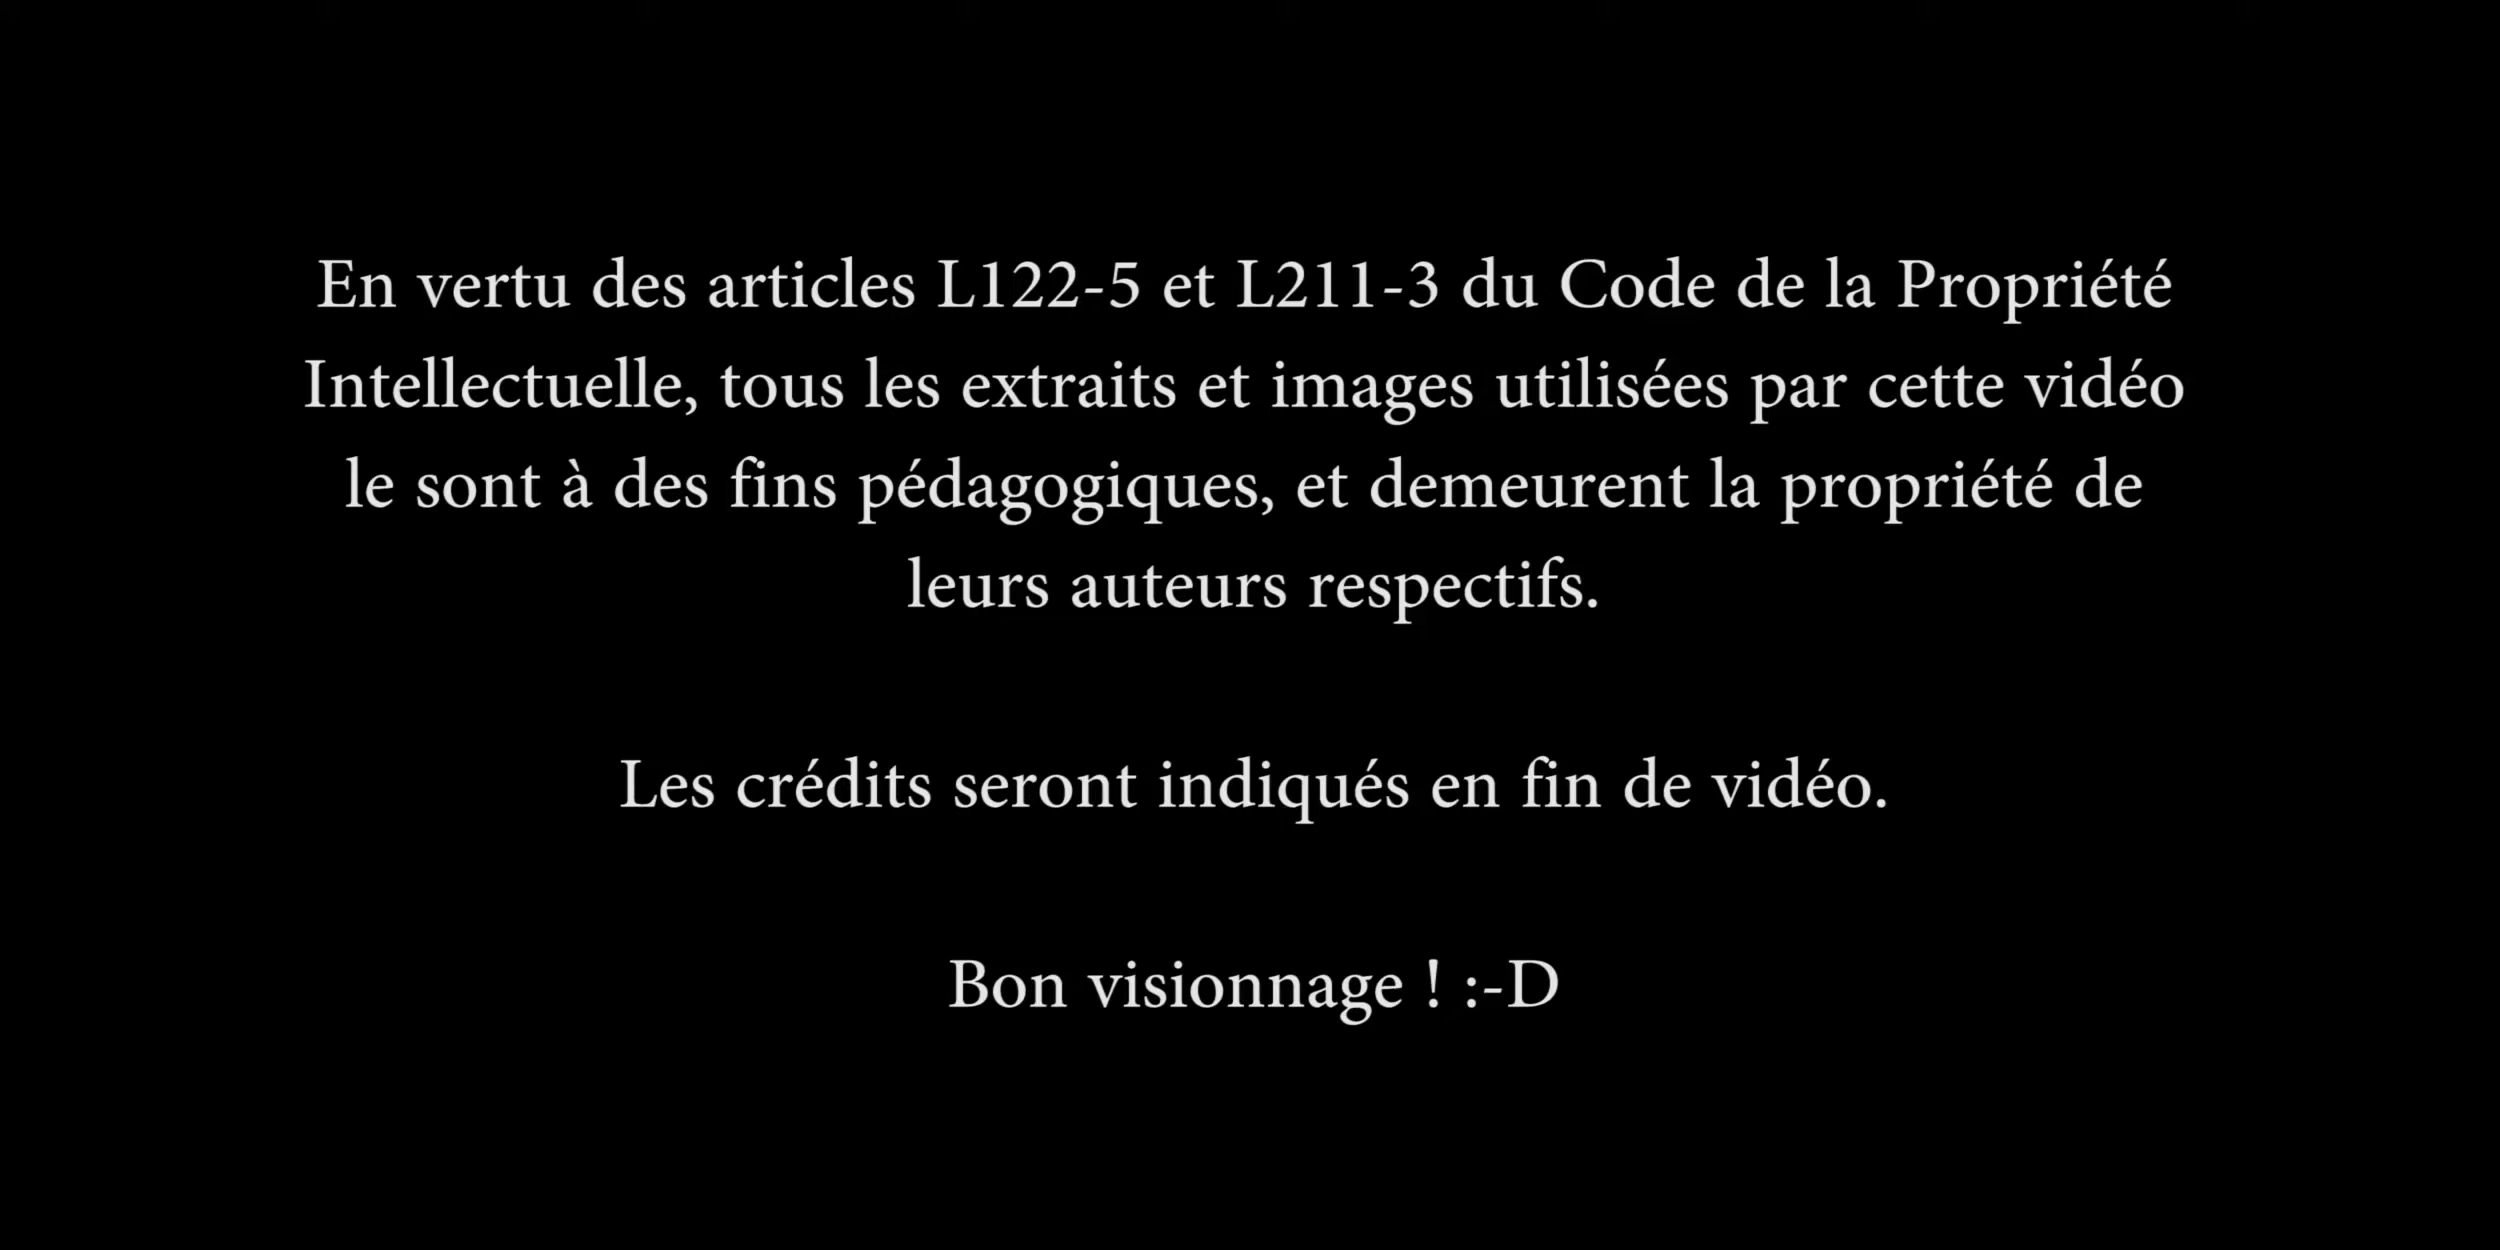 En vertu des articles L122-5 et L211-3 du Code de la Propriété
Intellectuelle, tous les extraits et images utilisées par cette vidéo
le sont à des fins pédagogiques, et demeurent la propriété de
leurs auteurs respectifs.
Les crédits seront indiqués en fin de vidéo.
Bon visionnage ! :-D